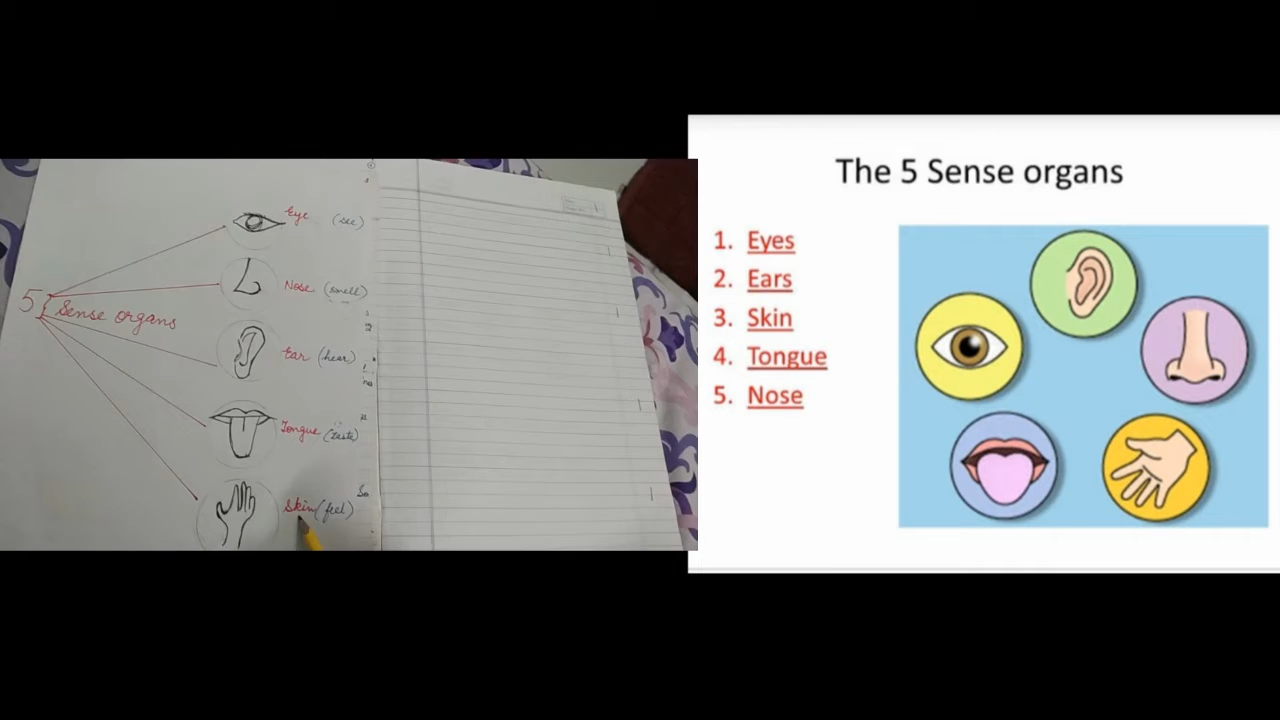 Eye (see)
Nose (smell)
5 { Sense organs
Ear (hear)
Tongue (taste)
Skin (feel)
The 5 Sense organs
1. Eyes
2. Ears
3. Skin
4. Tongue
5. Nose